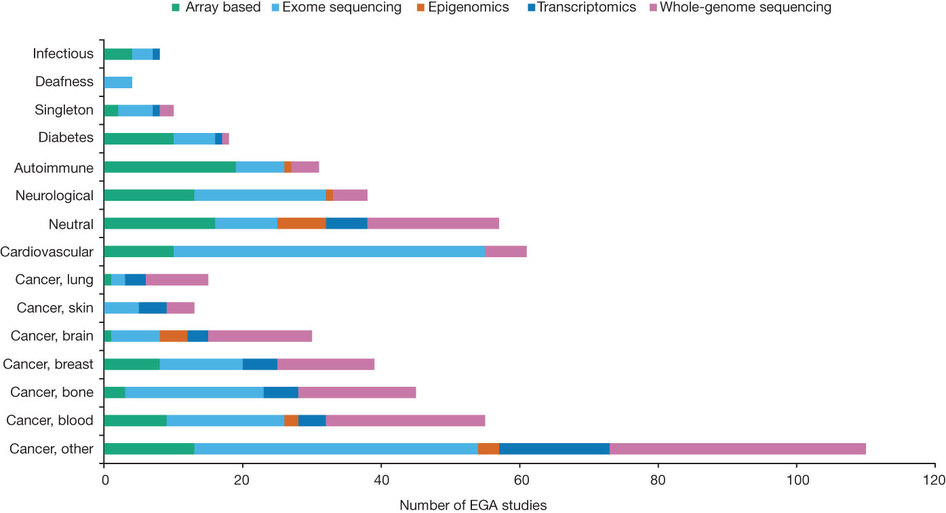 Array based Exome sequencing Epigenomics Transcriptomics Whole-genome sequencing
Infectious
Deafness
Singleton
Diabetes
Autoimmune
Neurological
Neutral
Cardiovascular
Cancer, lung
Cancer, skin
Cancer, brain
Cancer, breast
Cancer, bone
Cancer, blood
Cancer, other
0 20 40 60 80 100 120
Number of EGA studies